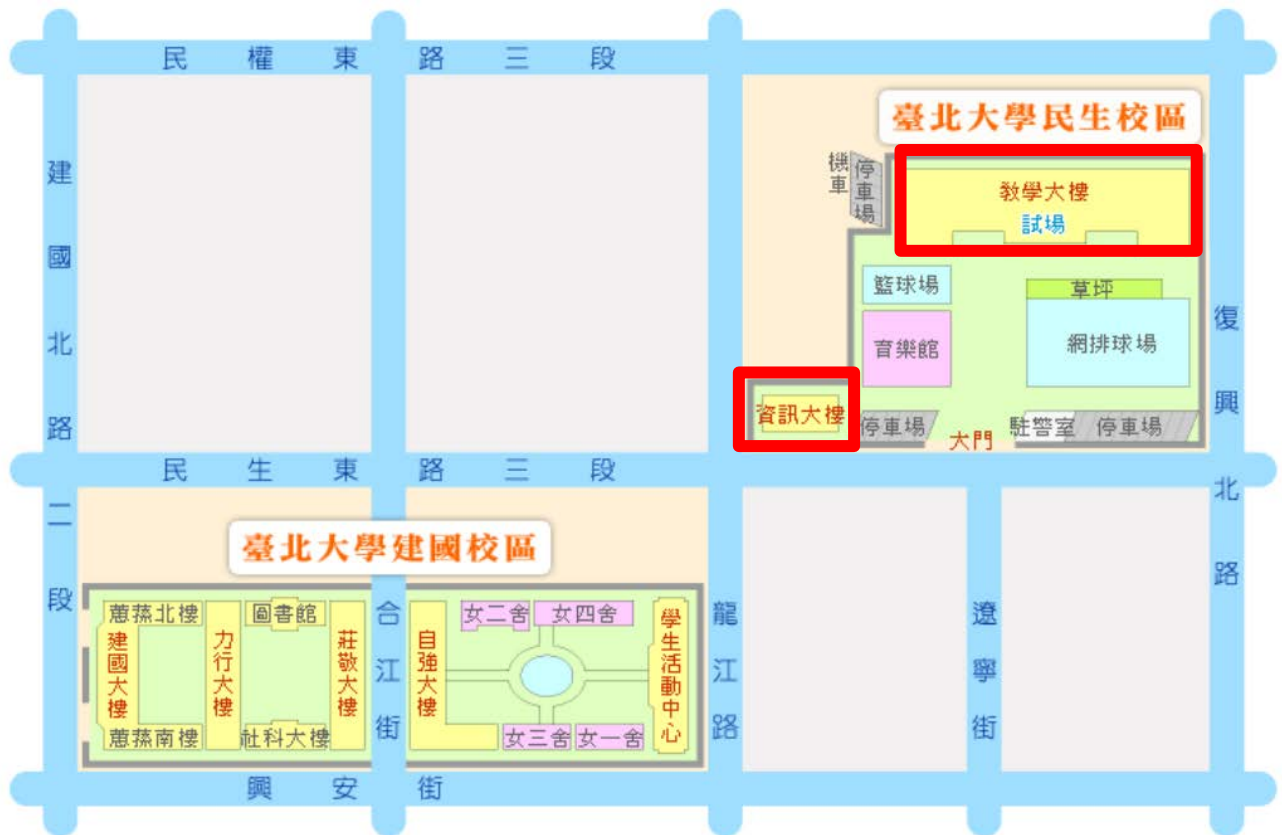 民權東路三段
臺北大學民生校區
機車
停車場
教學大樓
試場
建國北路二段
籃球場
草坪
育樂館
網排球場
復興北路
資訊大樓
停車場
大門
駐警室
停車場
民生東路三段
臺北大學建國校區
蕙蓀北樓
圖書館
女二舍
女四舍
建國大樓
力行大樓
莊敬大樓
合江街
自強大樓
學生活動中心
龍江路
遼寧街
蕙蓀南樓
社科大樓
女三舍
女一舍
興安街